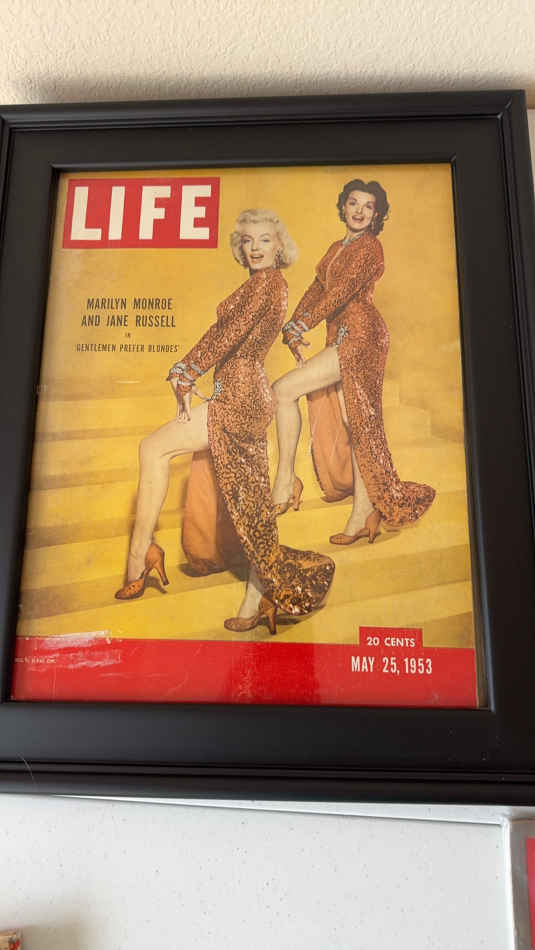 LIFE
MARILYN MONROE
AND JANE RUSSELL
IN
'GENTLEMEN PREFER BLONDES'
20 CENTS
MAY 25, 1953